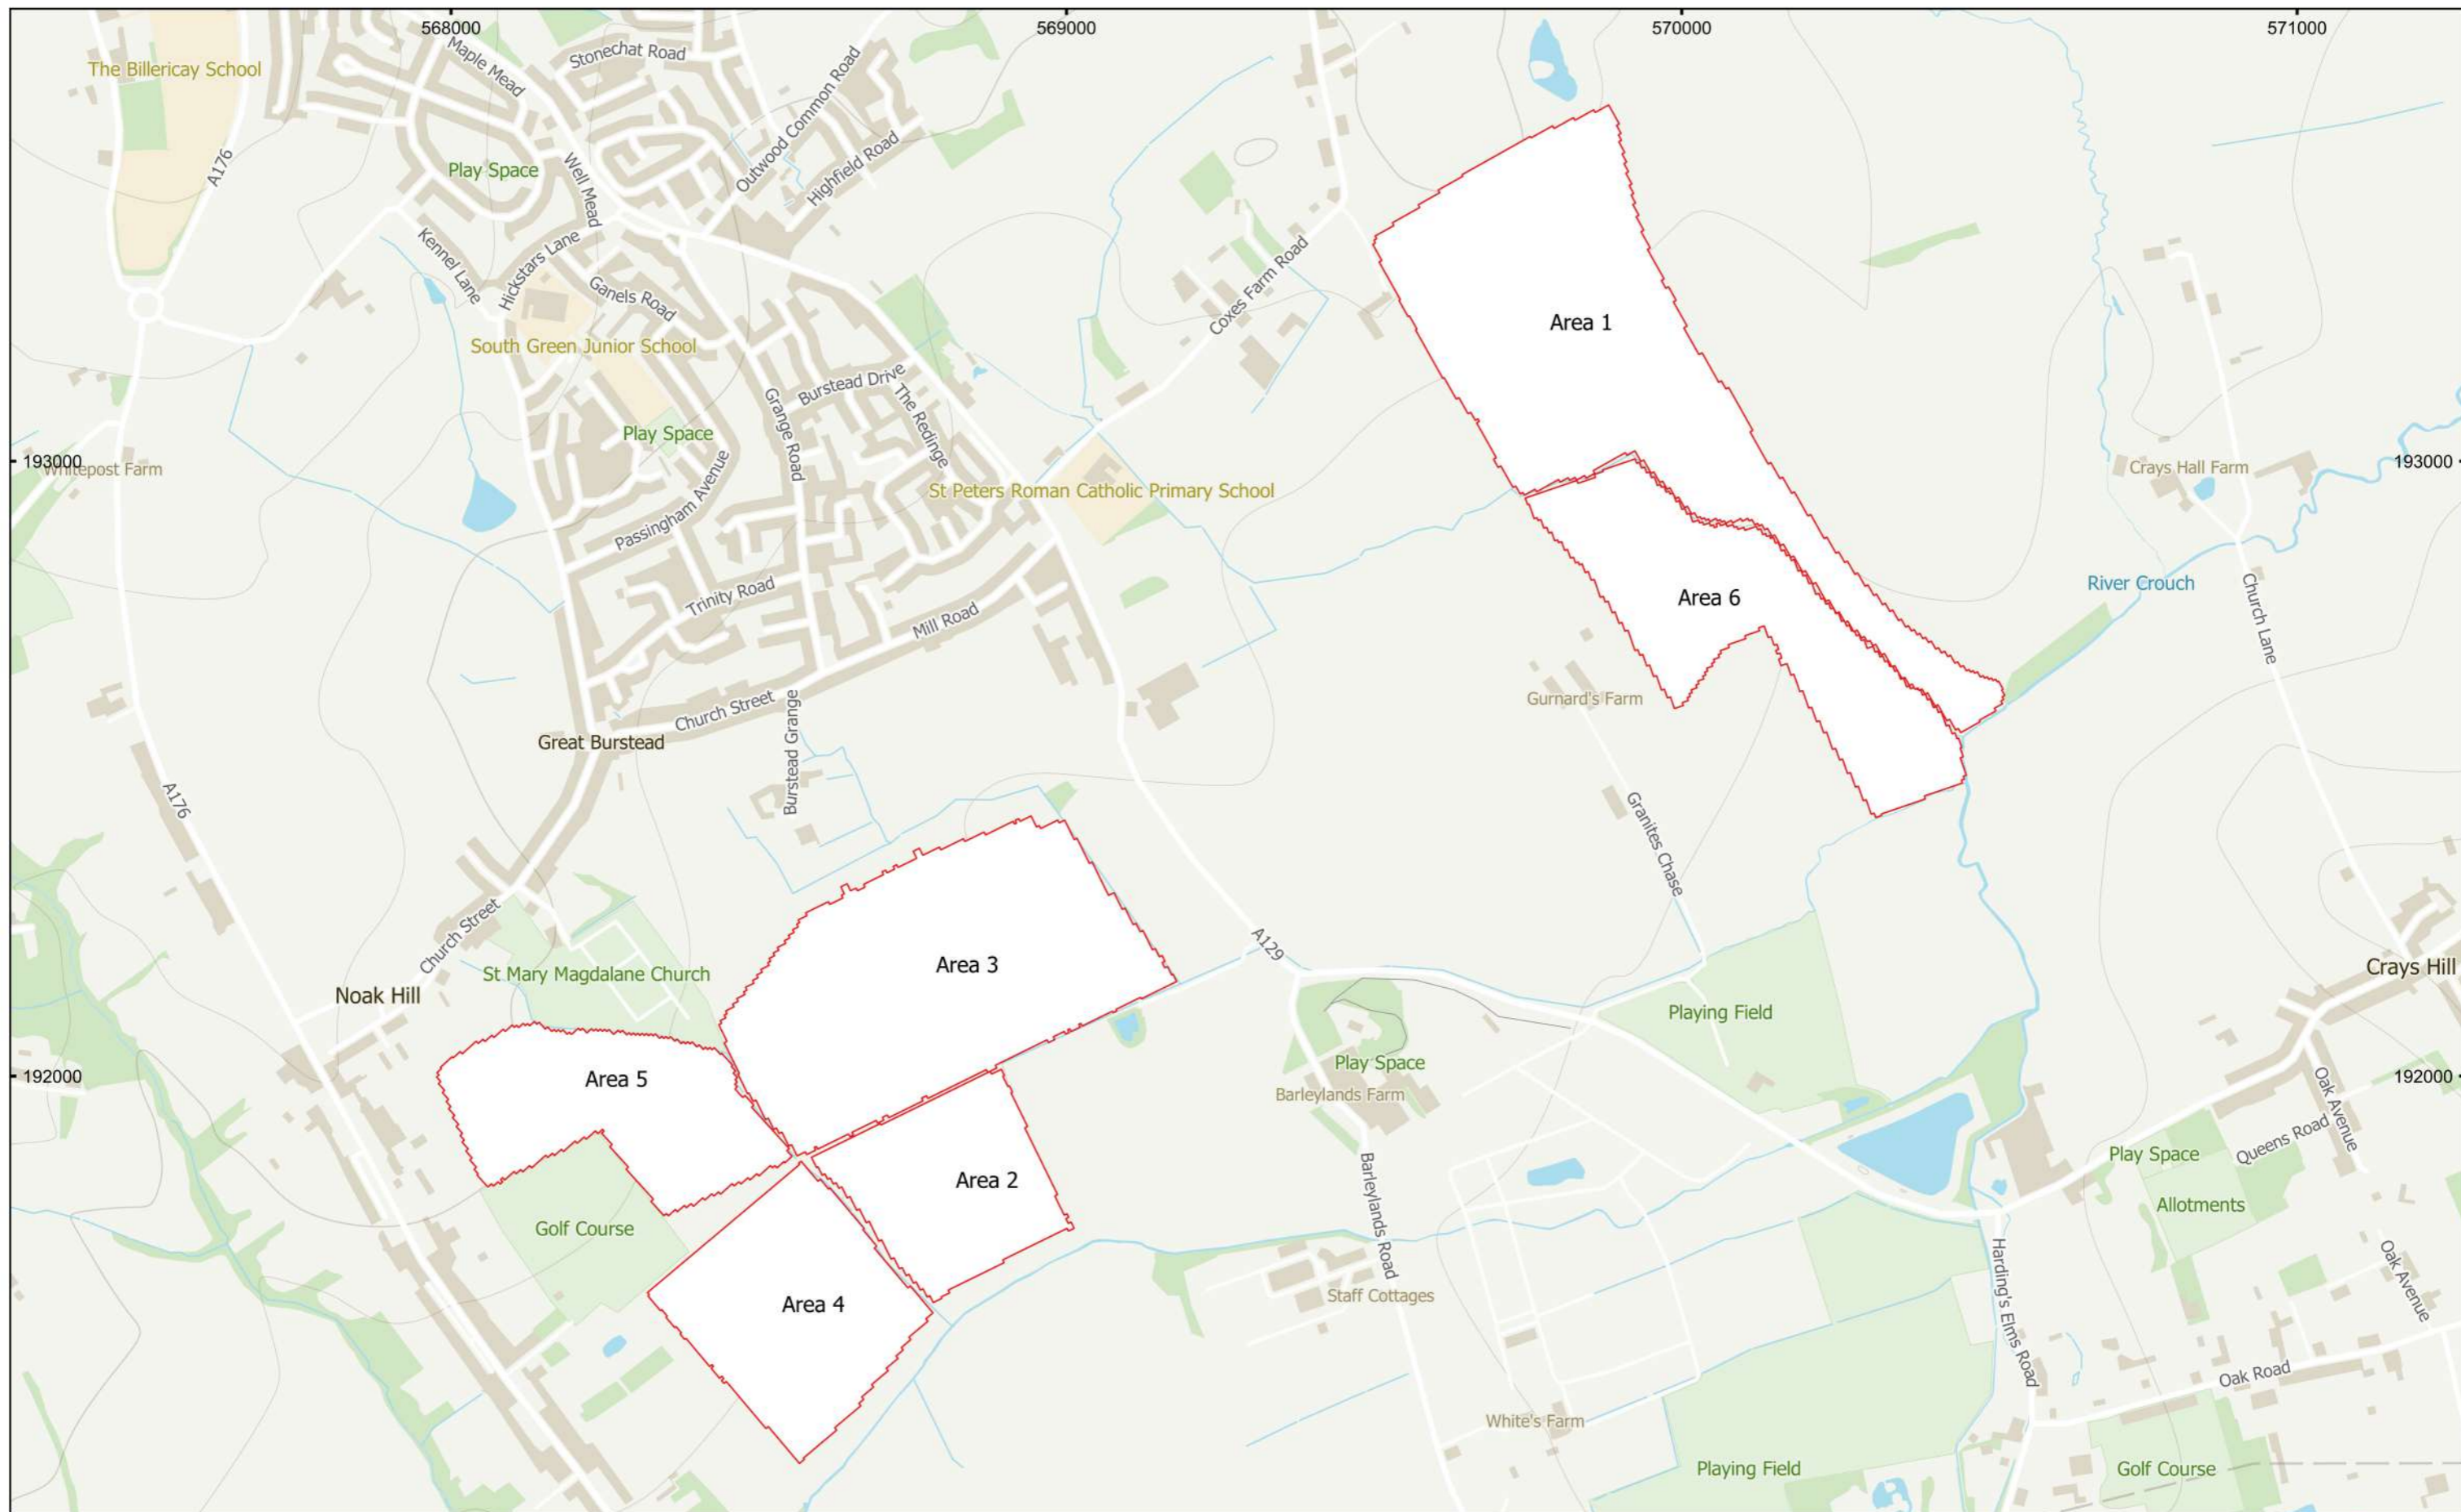 568000
569000
570000
571000
The Billericay School
Maple Mead
Stonechat Road
Outwood Common Road
A176
Play Space
Well Mead
Highfield Road
Kennel Lane
Hickstars Lane
Ganels Road
Coxes Farm Road
Area 1
South Green Junior School
Burstead Drive
The Redinge
Grange Road
Play Space
193000
Whitepost Farm
Passingham Avenue
St Peters Roman Catholic Primary School
Crays Hall Farm
193000
Trinity Road
Mill Road
Area 6
River Crouch
Church Lane
Church Street
Burstead Grange
Great Burstead
Gurnard's Farm
A176
Granites Chase
Church Street
St Mary Magdalane Church
Area 3
A129
Noak Hill
Playing Field
Crays Hill
192000
Area 5
Play Space
Barleylands Farm
192000
Oak Avenue
Queens Road
Area 2
Barleylands Road
Play Space
Allotments
Golf Course
Area 4
Staff Cottages
Harding's Elms Road
Oak Avenue
Oak Road
White's Farm
Playing Field
Golf Course